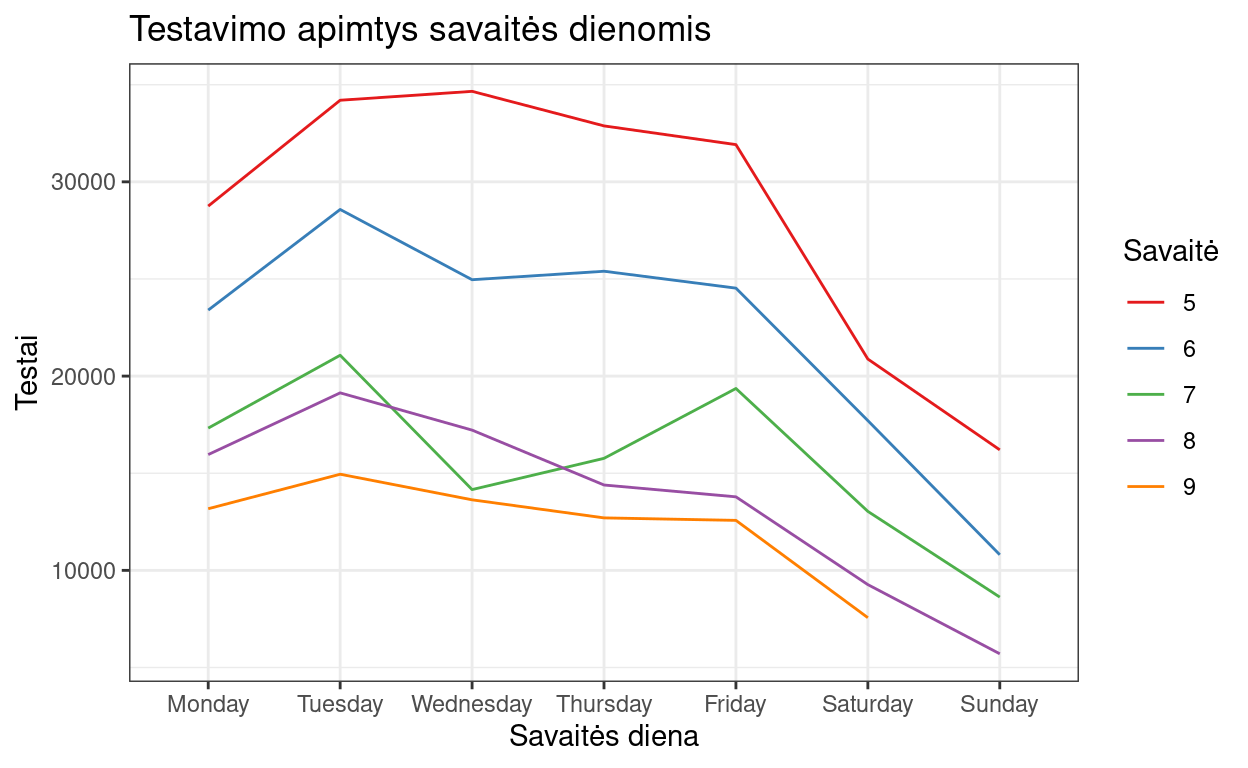 Testavimo apimtys savaitės dienomis
Testai
30000
20000
10000
Monday Tuesday Wednesday Thursday Friday Saturday Sunday
Savaitės diena
Savaitė
5
6
7
8
9